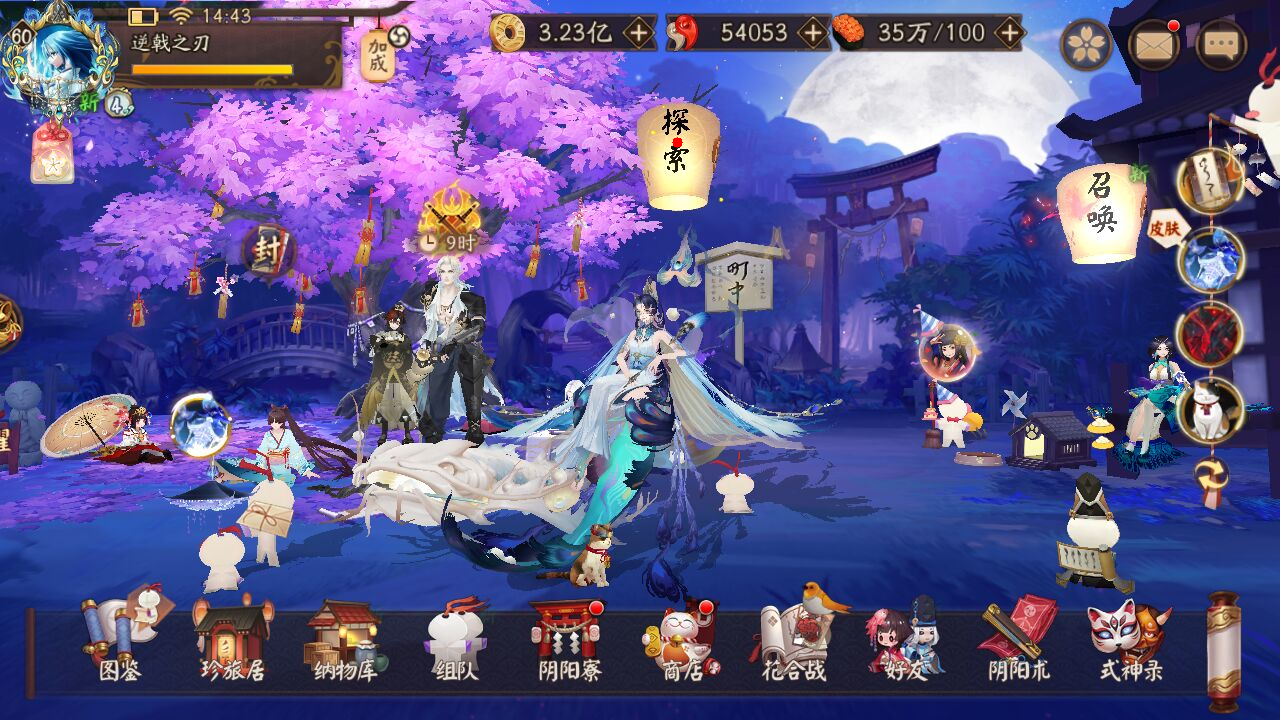 60
14:43
逆戟之刃
新
4
加成
3.23亿
54053
35万/100
探索
召唤
新
皮肤
封
9时
町中
图鉴
珍旅居
纳物库
组队
阴阳寮
商店
花合战
好友
阴阳术
式神录